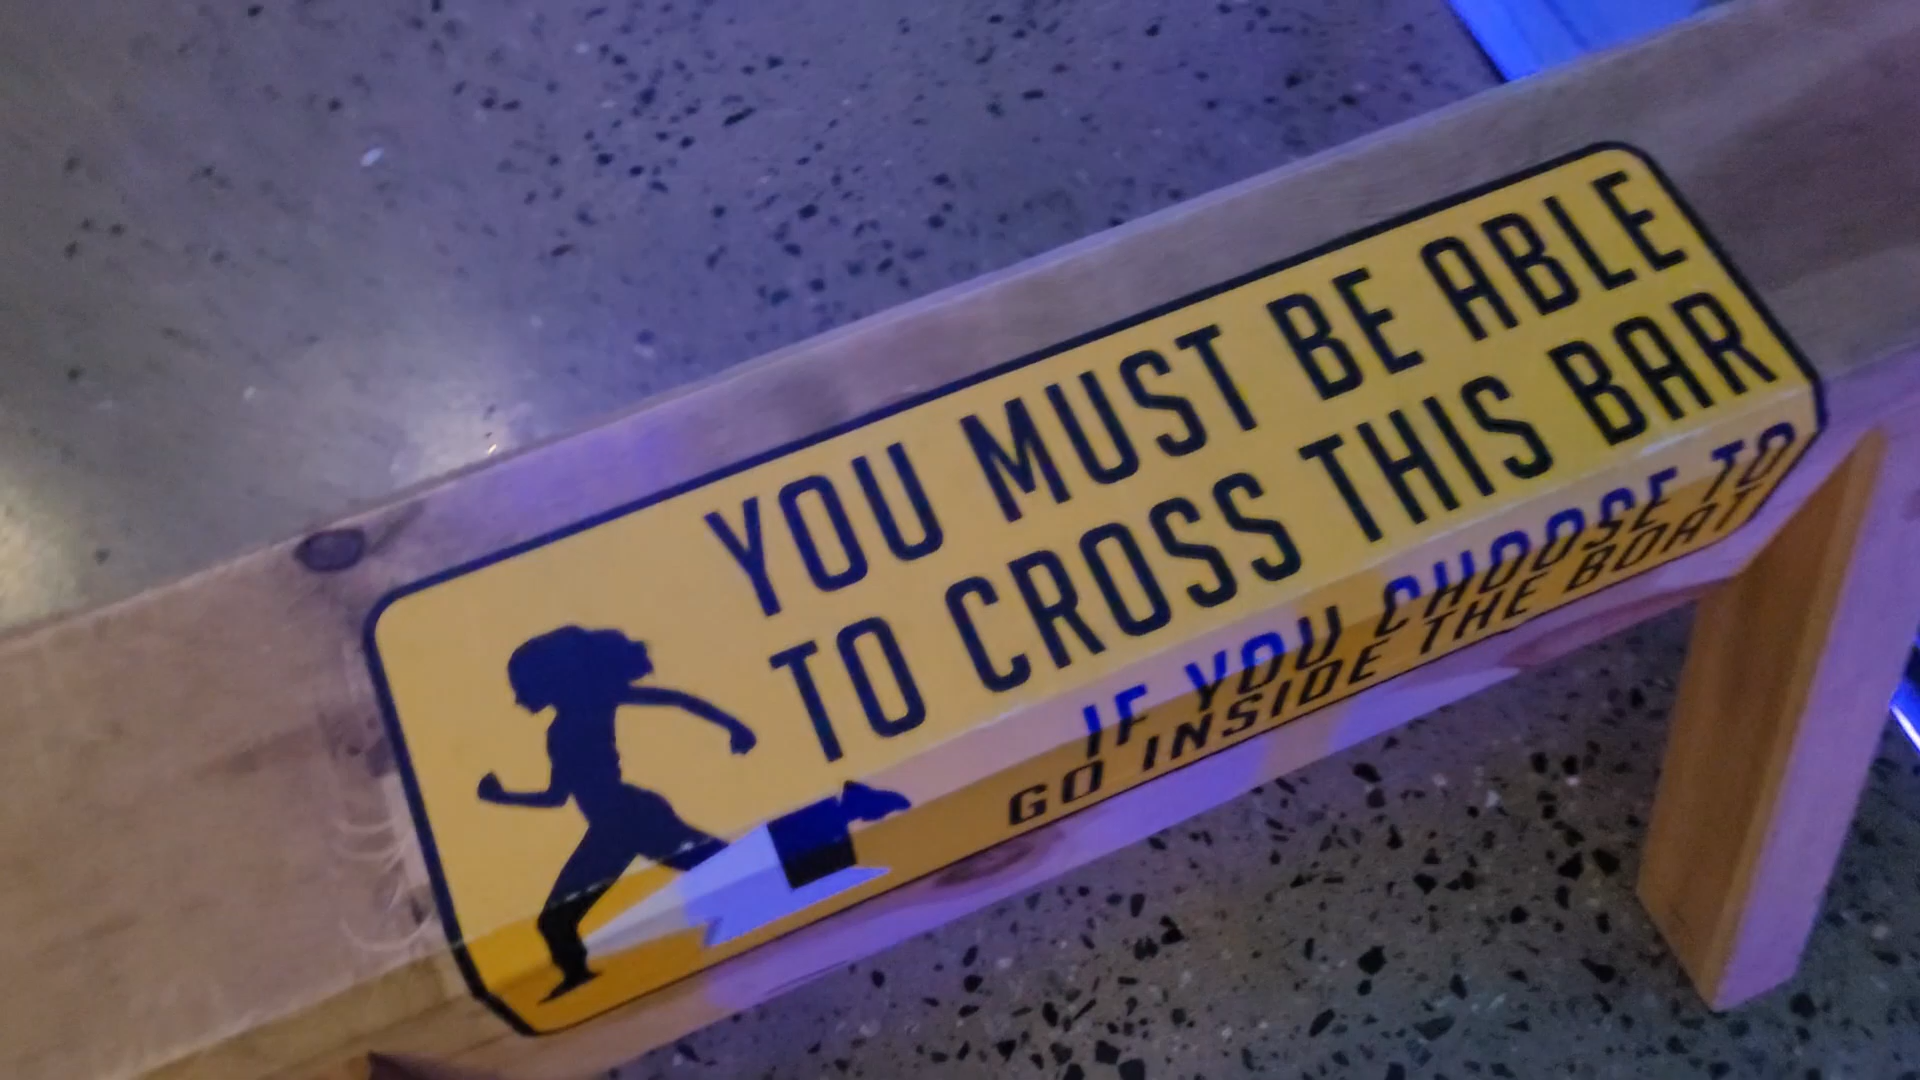 YOU MUST BE ABLE
TO CROSS THIS BAR
IF YOU CHOOSE TO
GO INSIDE THE BOAT!